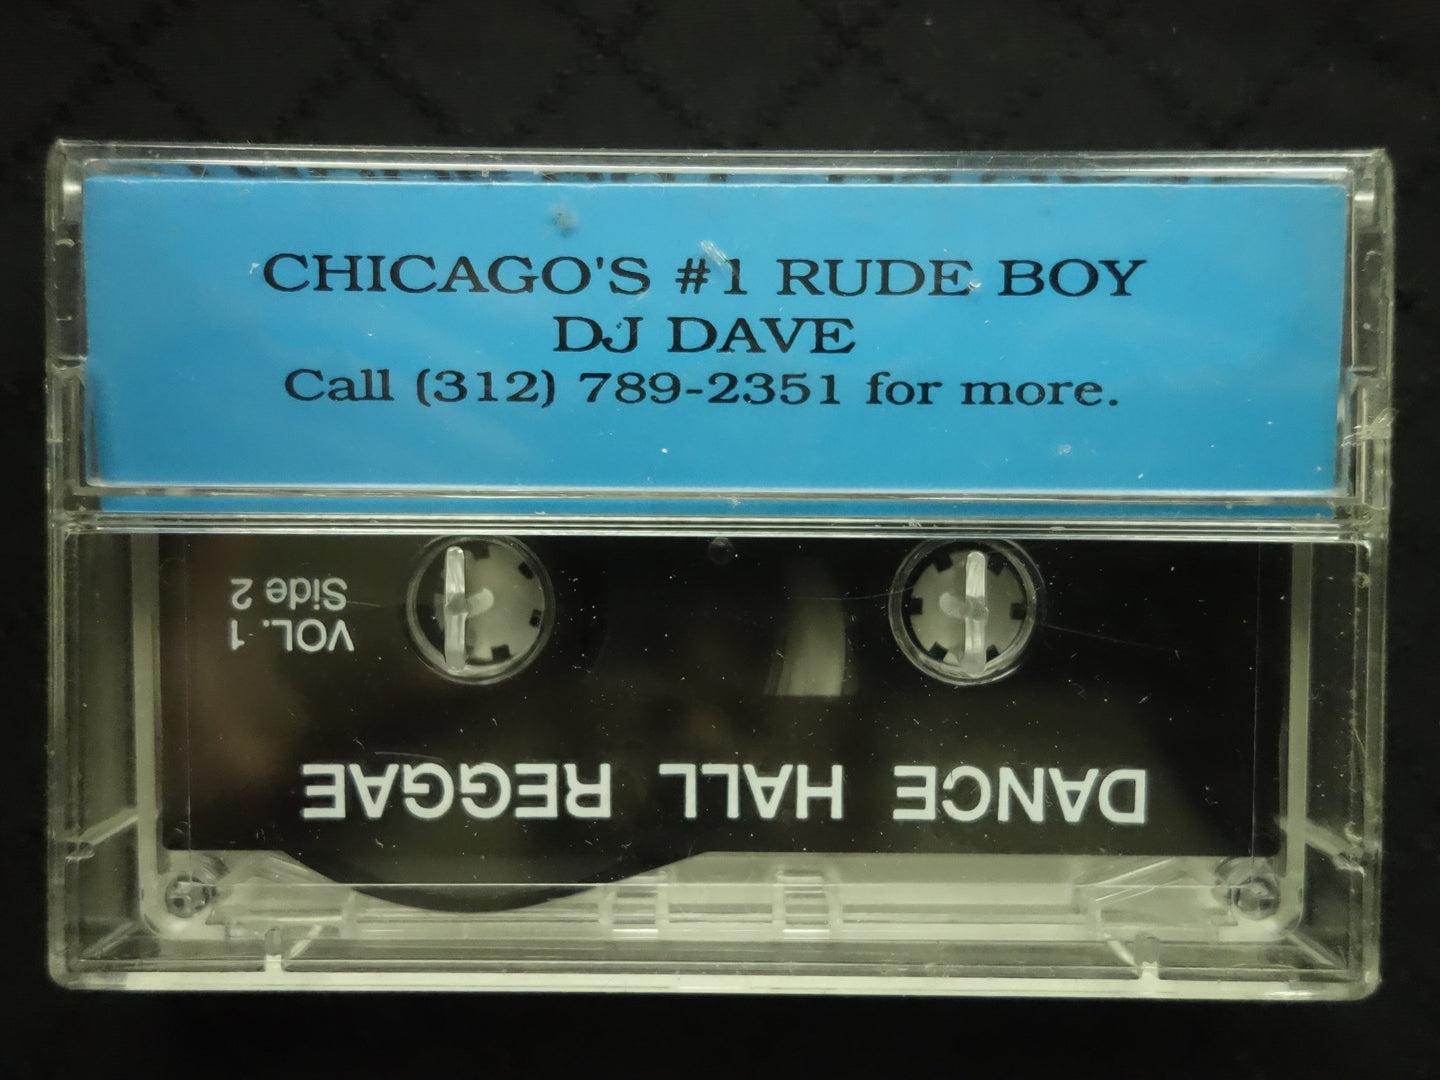 CHICAGO'S #1 RUDE BOY
DJ DAVE
Call (312) 789-2351 for more.
DANCE HALL REGGAE
VOL. 1
Side 2